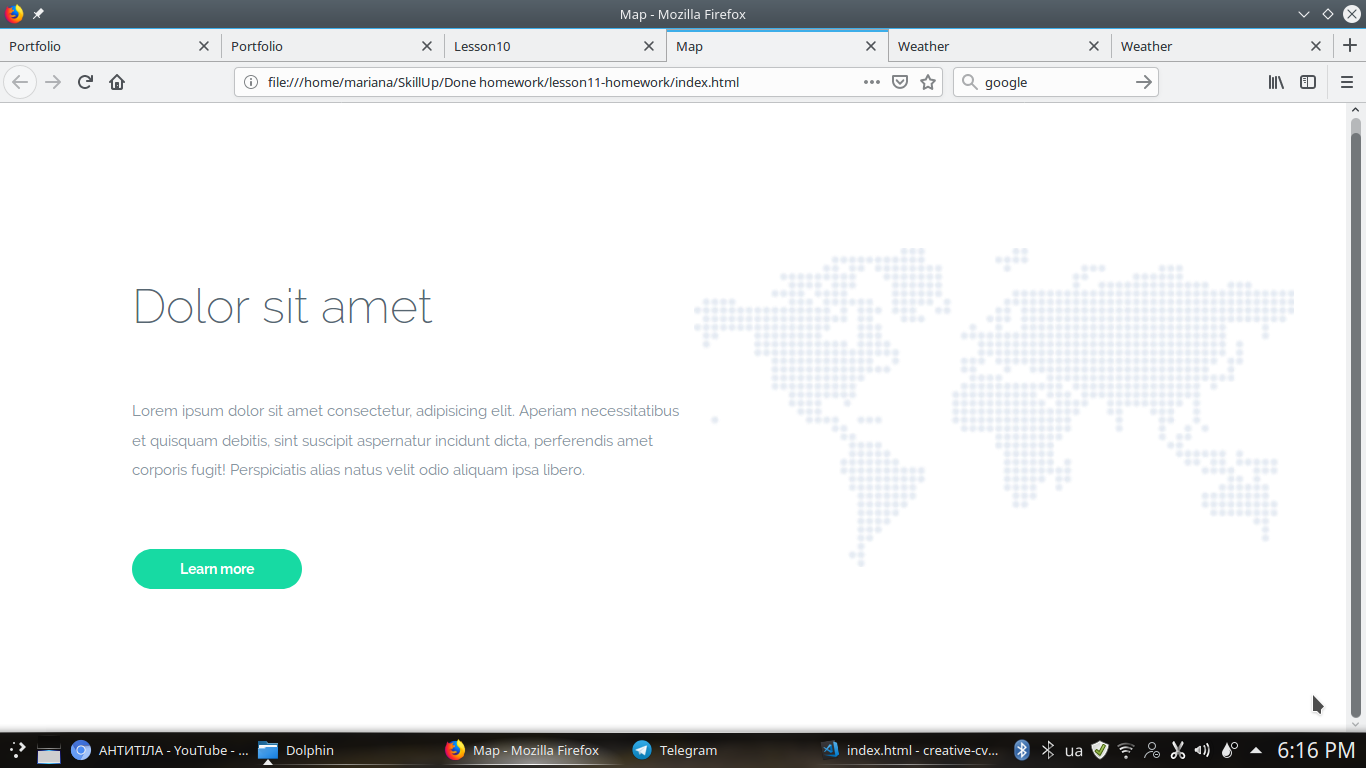 Map - Mozilla Firefox
Portfolio
Portfolio
Lesson10
Map
Weather
Weather
file:///home/mariana/SkillUp/Done homework/lesson11-homework/index.html
google
Dolor sit amet
Lorem ipsum dolor sit amet consectetur, adipisicing elit. Aperiam necessitatibus
et quisquam debitis, sint suscipit aspernatur incidunt dicta, perferendis amet
corporis fugit! Perspiciatis alias natus velit odio aliquam ipsa libero.
Learn more
АНТИТІЛА - YouTube - ...
Dolphin
Map - Mozilla Firefox
Telegram
index.html - creative-cv...
ua
6:16 PM